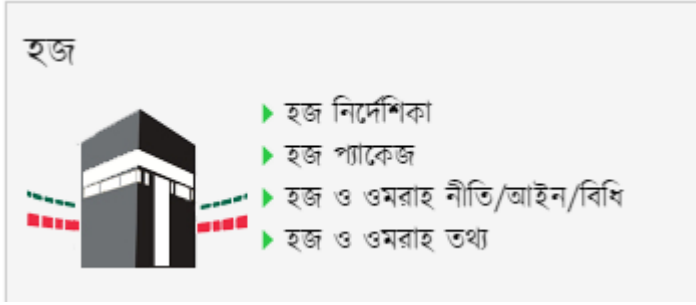 হজ
হজ নির্দেশিকা
হজ প্যাকেজ
হজ ও ওমরাহ নীতি/আইন/বিধি
হজ ও ওমরাহ তথ্য